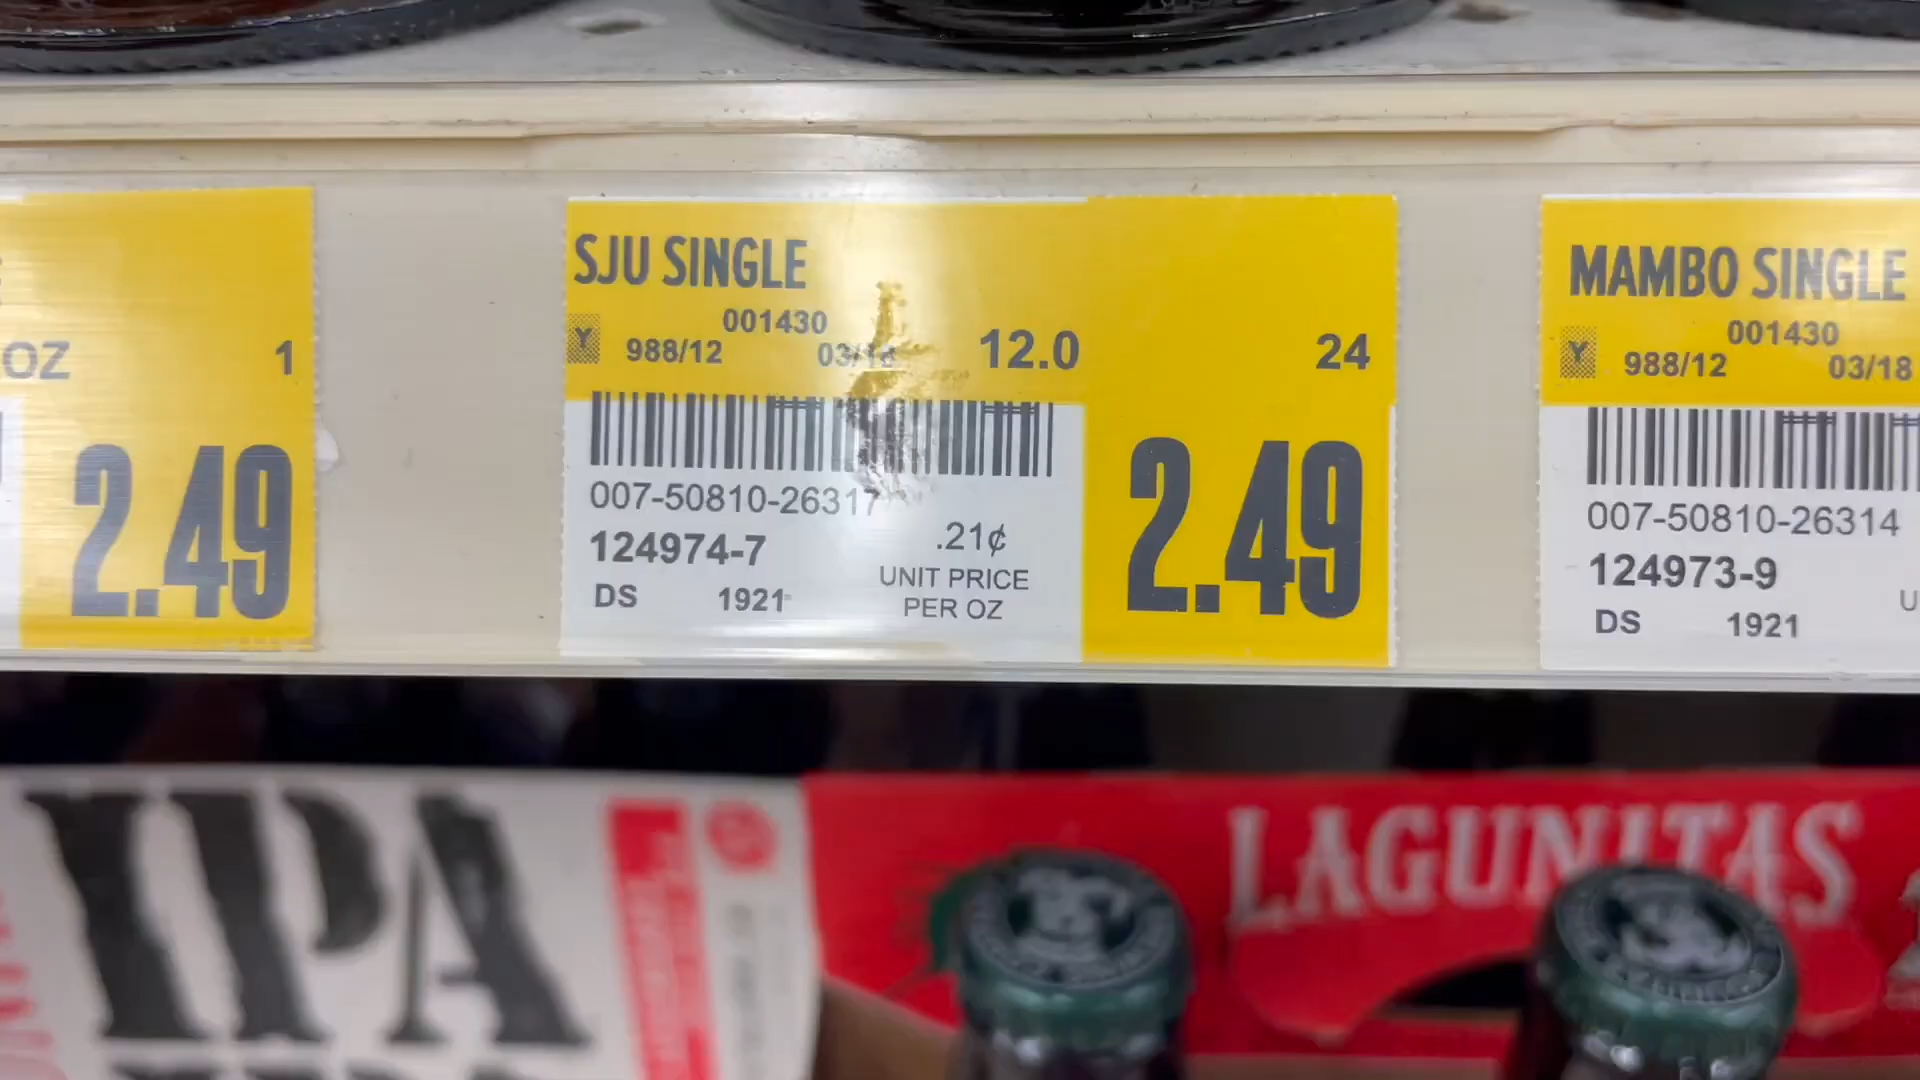 OZ 1
2.49
SJU SINGLE
001430
Y 988/12 03/18 12.0 24
007-50810-26317
124974-7
.21¢
UNIT PRICE
PER OZ
DS 1921
2.49
MAMBO SINGLE
001430
Y 988/12 03/18
007-50810-26314
124973-9
DS 1921
U
IPA
LAGUNITAS